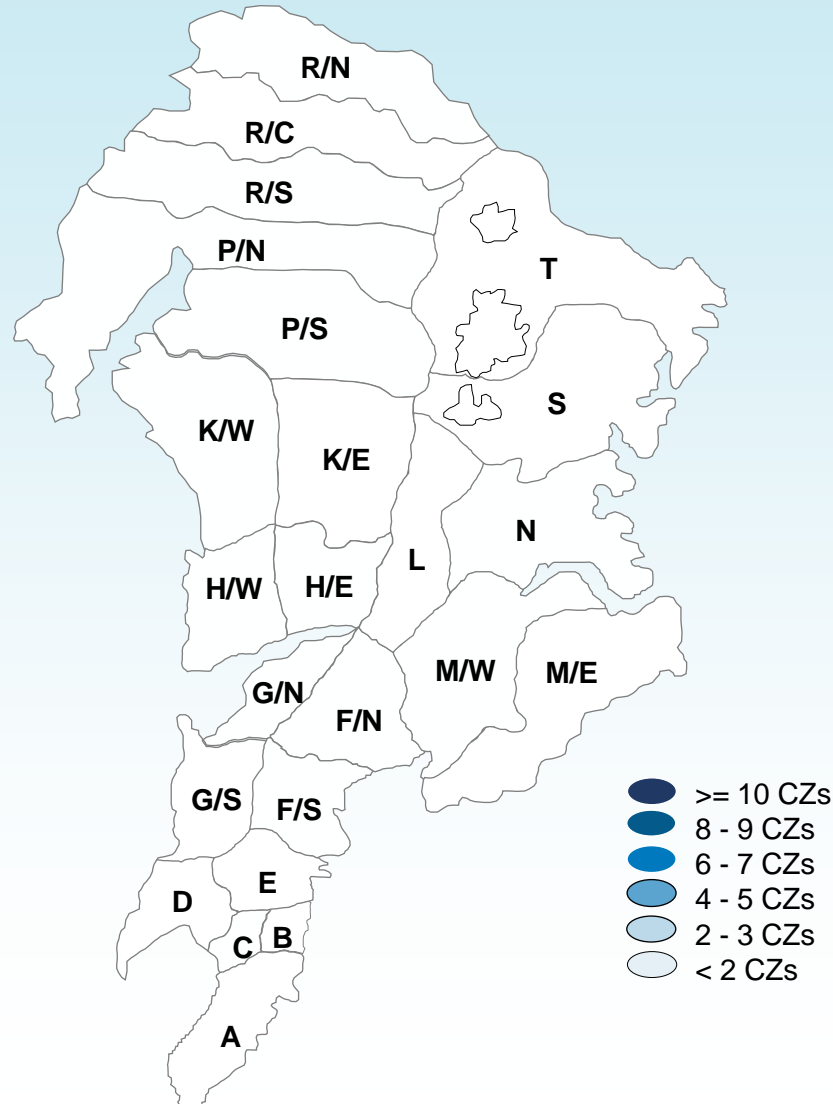 R/N
R/C
R/S
P/N
T
P/S
S
K/W
K/E
N
L
H/W
H/E
M/W
M/E
G/N
F/N
G/S
F/S
>= 10 CZs
8 - 9 CZs
6 - 7 CZs
4 - 5 CZs
2 - 3 CZs
< 2 CZs
E
D
B
C
A